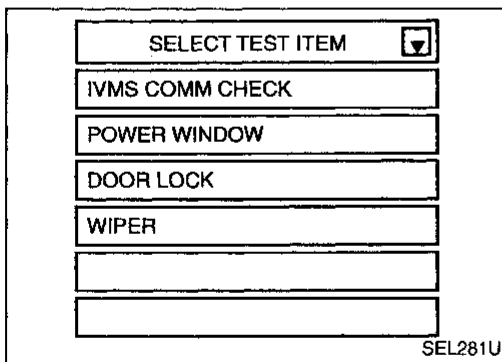 SELECT TEST ITEM
IVMS COMM CHECK
POWER WINDOW
DOOR LOCK
WIPER
SEL281U